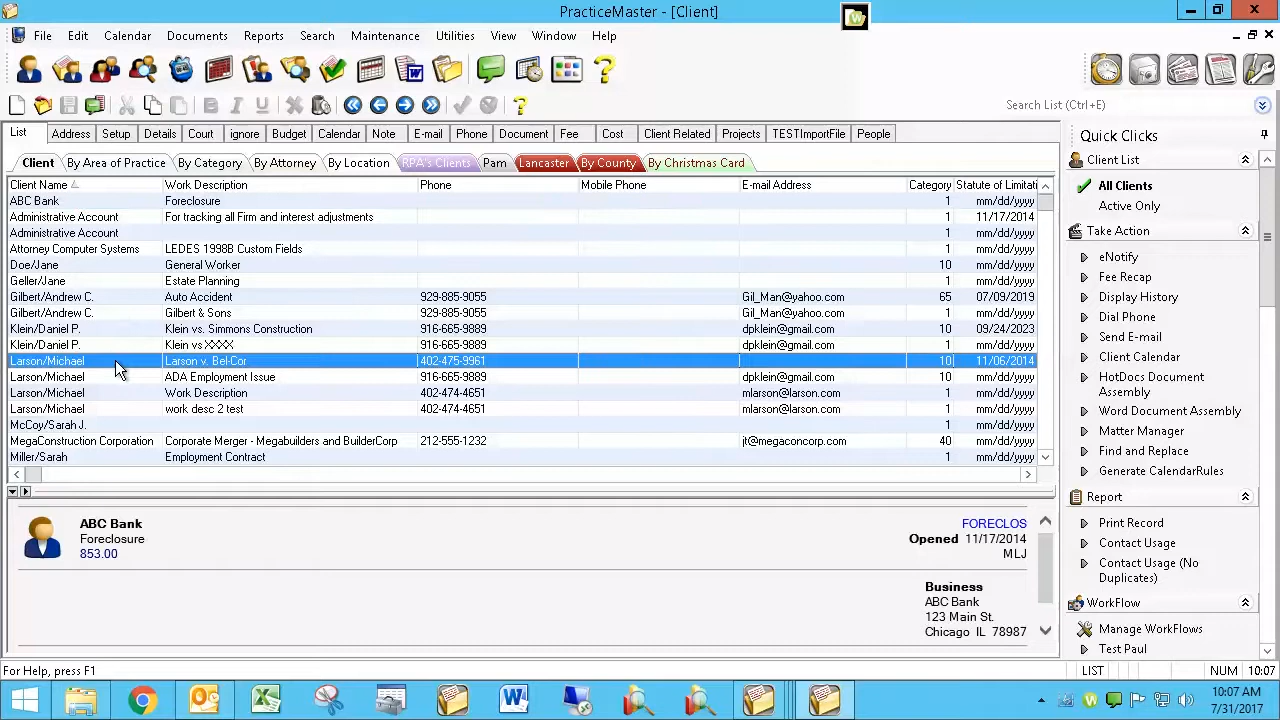 PracticeMaster - [Client]
File Edit Calendar Documents Reports Search Maintenance Utilities View Window Help
Search List (Ctrl+E)
List Address Setup Details Court ignore Budget Calendar Note E-mail Phone Document Fee Cost Client Related Projects TESTImportFile People
Client By Area of Practice By Category By Attorney By Location RPA's Clients Pam Lancaster By County By Christmas Card
Client Name Work Description Phone Mobile Phone E-mail Address Category Statute of Limitati
ABC Bank Foreclosure 1 mm/dd/yyyy
Administrative Account For tracking all Firm and interest adjustments 1 11/17/2014
Administrative Account 1 mm/dd/yyyy
Attorney Computer Systems LEDES 1998B Custom Fields 1 mm/dd/yyyy
Doe/Jane General Worker 10 mm/dd/yyyy
Geller/Jane Estate Planning 1 mm/dd/yyyy
Gilbert/Andrew C. Auto Accident 929-885-9055 Gil_Man@yahoo.com 65 07/09/2019
Gilbert/Andrew C. Gilbert & Sons 929-885-9055 Gil_Man@yahoo.com 1 mm/dd/yyyy
Klein/Daniel P. Klein vs. Simmons Construction 916-665-3889 dpklein@gmail.com 10 09/24/2023
Klein/Daniel P. Klein vs XXXX 916-665-3889 dpklein@gmail.com 1 mm/dd/yyyy
Larson/Michael Larson v. Bel-Cor 402-475-9961 10 11/06/2014
Larson/Michael ADA Employment Issue 916-665-9889 dpklein@gmail.com 10 mm/dd/yyyy
Larson/Michael Work Description 402-474-4651 mlarson@larson.com 1 mm/dd/yyyy
Larson/Michael work desc 2 test 402-474-4651 mlarson@larson.com 1 mm/dd/yyyy
McCoy/Sarah J. 1 mm/dd/yyyy
MegaConstruction Corporation Corporate Merger - Megabuilders and BuilderCorp 212-555-1232 jt@megaconcorp.com 40 mm/dd/yyyy
Miller/Sarah Employment Contract 1 mm/dd/yyyy
ABC Bank FORECLOS
Foreclosure Opened 11/17/2014
853.00 MLJ
Business
ABC Bank
123 Main St.
Chicago IL 78987
Quick Clicks
Client List
All Clients
Active Only
Take Action
eNotify
Fee Recap
Display History
Dial Phone
Send E-mail
Client Calendar
HotDocs Document
Assembly
Word Document Assembly
Matter Manager
Find and Replace
Generate CalendarRules
Report
Print Record
Contact Usage
Contact Usage (No
Duplicates)
WorkFlow
Manage WorkFlows
Test Paul
For Help, press F1 LIST NUM 10:07
10:07 AM
7/31/2017